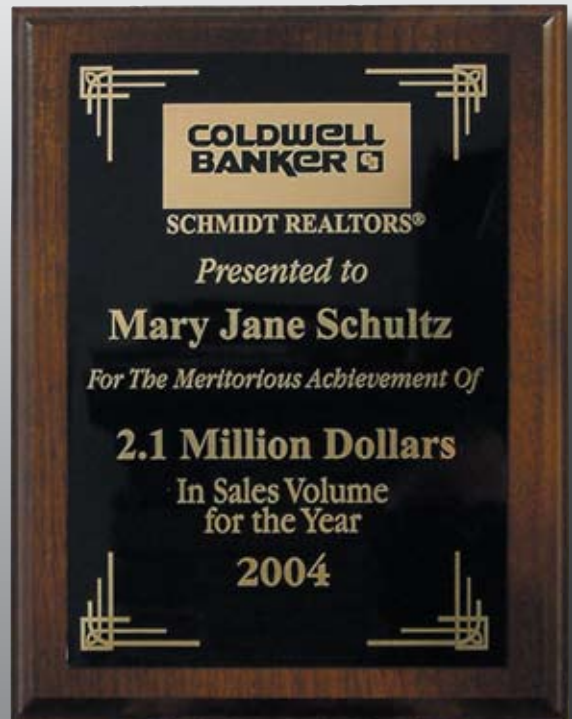 COLDWELL
BANKER
SCHMIDT REALTORS®
Presented to
Mary Jane Schultz
For The Meritorious Achievement Of
2.1 Million Dollars
In Sales Volume
for the Year
2004